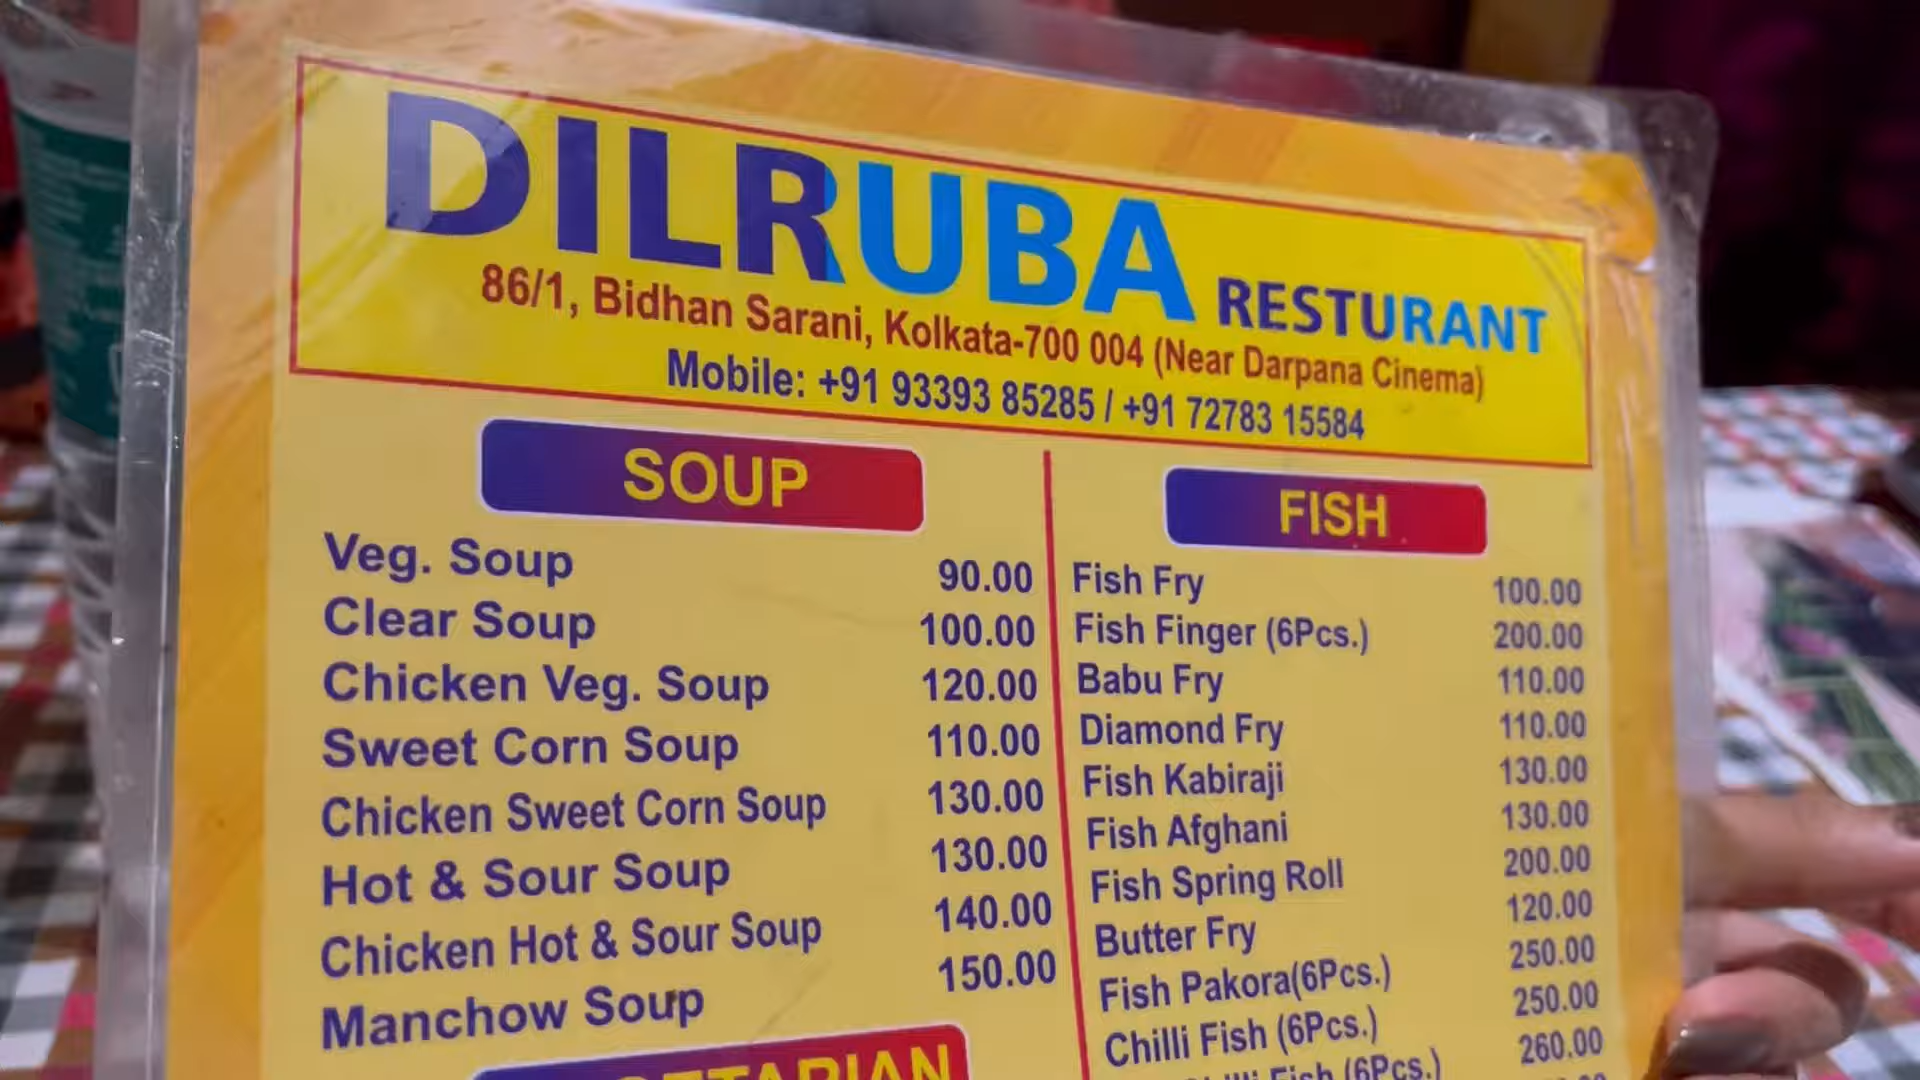 DILRUBA RESTURANT
86/1, Bidhan Sarani, Kolkata-700 004 (Near Darpana Cinema)
Mobile: +91 93393 85285 / +91 72783 15584
SOUP
Veg. Soup 90.00
Clear Soup 100.00
Chicken Veg. Soup 120.00
Sweet Corn Soup 110.00
Chicken Sweet Corn Soup 130.00
Hot & Sour Soup 130.00
Chicken Hot & Sour Soup 140.00
Manchow Soup 150.00
FISH
Fish Fry 100.00
Fish Finger (6Pcs.) 200.00
Babu Fry 110.00
Diamond Fry 110.00
Fish Kabiraji 130.00
Fish Afghani 130.00
Fish Spring Roll 200.00
Butter Fry 120.00
Fish Pakora(6Pcs.) 250.00
Chilli Fish (6Pcs.) 250.00
Fish (6Pcs.) 260.00